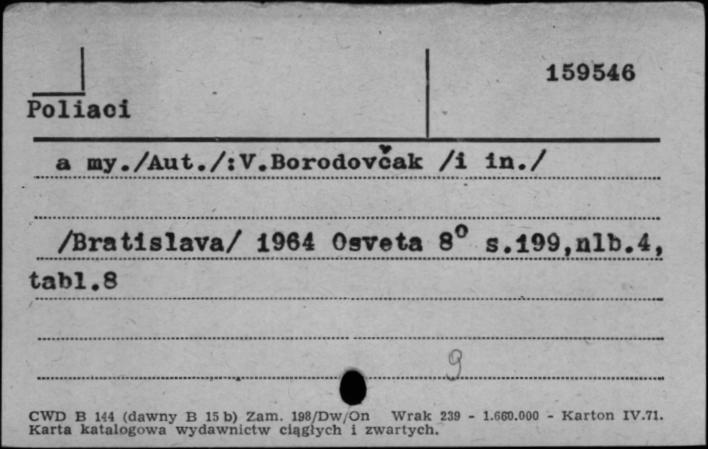 159546
Poliaci
a my./Aut./:V.Borodovčak /i in./
/Bratislava/ 1964 Osveta 8° s.199,nlb.4,
tabl.8
9
CWD B 144 (dawny B 15 b) Zam. 198/Dw/On Wrak 239 - 1.660.000 - Karton IV.71.
Karta katalogowa wydawnictw ciągłych i zwartych.